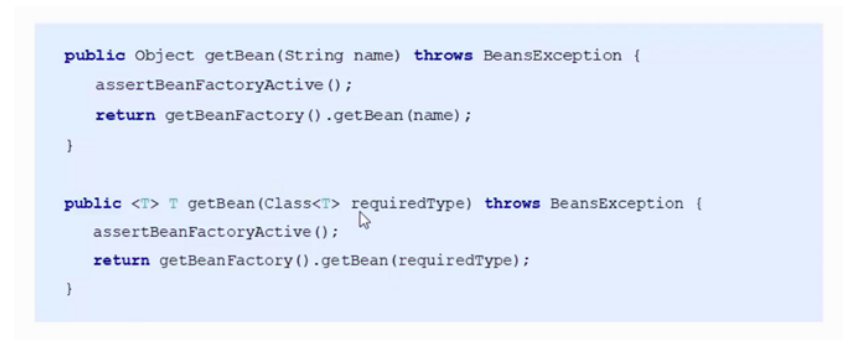 public Object getBean(String name) throws BeansException {
assertBeanFactoryActive();
return getBeanFactory().getBean(name);
}
public <T> T getBean(Class<T> requiredType) throws BeansException {
assertBeanFactoryActive();
return getBeanFactory().getBean(requiredType);
}